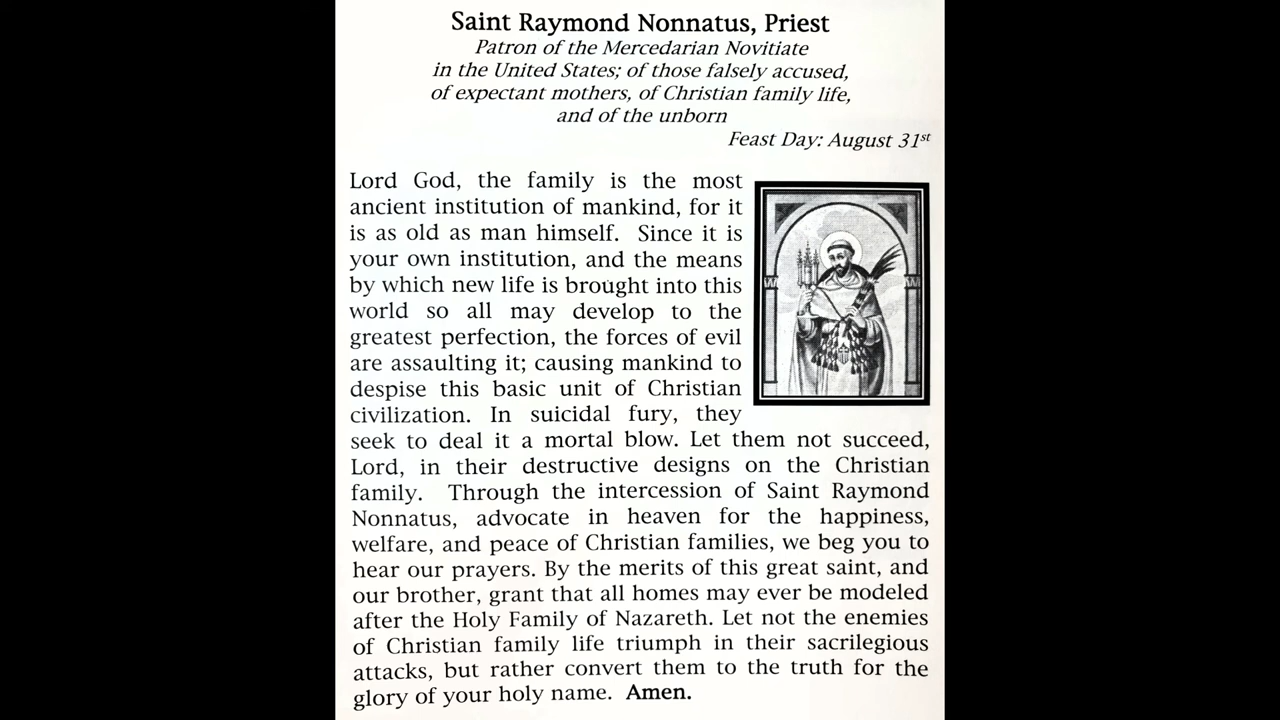 Saint Raymond Nonnatus, Priest
Patron of the Mercedarian Novitiate
in the United States; of those falsely accused,
of expectant mothers, of Christian family life,
and of the unborn
Feast Day: August 31st
Lord God, the family is the most
ancient institution of mankind, for it
is as old as man himself. Since it is
your own institution, and the means
by which new life is brought into this
world so all may develop to the
greatest perfection, the forces of evil
are assaulting it; causing mankind to
despise this basic unit of Christian
civilization. In suicidal fury, they
seek to deal it a mortal blow. Let them not succeed,
Lord, in their destructive designs on the Christian
family. Through the intercession of Saint Raymond
Nonnatus, advocate in heaven for the happiness,
welfare, and peace of Christian families, we beg you to
hear our prayers. By the merits of this great saint, and
our brother, grant that all homes may ever be modeled
after the Holy Family of Nazareth. Let not the enemies
of Christian family life triumph in their sacrilegious
attacks, but rather convert them to the truth for the
glory of your holy name. Amen.